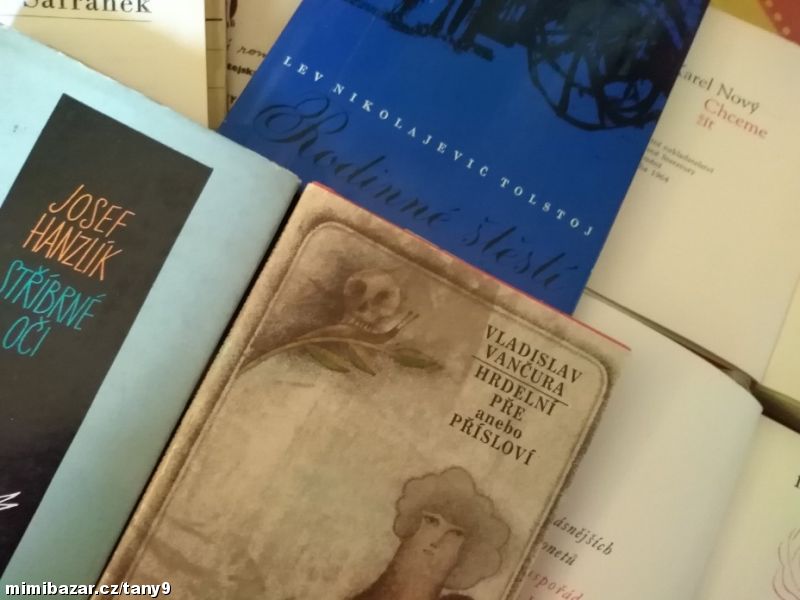 Šafránek
LEV NIKOLAJEVIČ TOLSTOJ
Rodinné štěstí
Karel Nový
Chceme
žít
1964
JOSEF
HANZLÍK
STŘÍBRNÉ
OČI
VLADISLAV
VANČURA
HRDELNÍ
PŘE
anebo
PŘÍSLOVÍ
mimibazar.cz/tany9